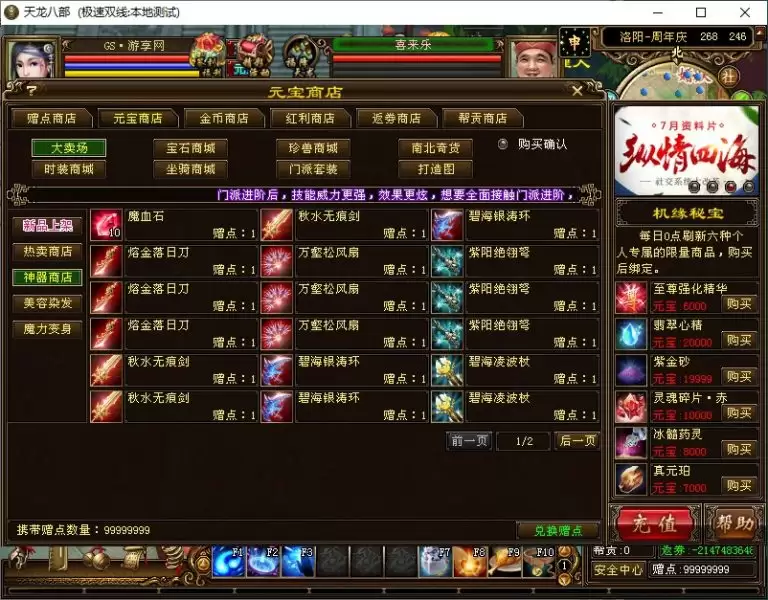 天龙八部 (极速双线:本地测试)
GS·游享网
喜来乐
洛阳-周年庆 268 246
北
申
社
?
元宝商店
赠点商店 元宝商店 金币商店 红利商店 返券商店 帮贡商店
大卖场 宝石商城 珍兽商城 南北奇货 购买确认
时装商城 坐骑商城 门派套装 打造图
门派进阶后，技能威力更强，效果更炫，想要全面接触门派进阶，
新品上架
热卖商店
神器商店
美容染发
魔力变身
魔血石 10 赠点：1
秋水无痕剑 赠点：1
碧海银涛环 赠点：1
熔金落日刀 赠点：1
万壑松风扇 赠点：1
紫阳绝翎弩 赠点：1
熔金落日刀 赠点：1
万壑松风扇 赠点：1
紫阳绝翎弩 赠点：1
熔金落日刀 赠点：1
万壑松风扇 赠点：1
紫阳绝翎弩 赠点：1
秋水无痕剑 赠点：1
碧海银涛环 赠点：1
碧海凌波杖 赠点：1
秋水无痕剑 赠点：1
碧海银涛环 赠点：1
碧海凌波杖 赠点：1
前一页 1/2 后一页
携带赠点数量：99999999
兑换赠点
7月资料片
纵情四海
机缘秘宝
每日0点刷新六种个
人专属的限量商品，购买
后绑定。
至尊强化精华
元宝:6000 购买
翡翠心精
元宝:20000 购买
紫金砂
元宝:19999 购买
灵魂碎片·赤
元宝:10000 购买
冰髓药灵
元宝:8000 购买
真元珀
元宝:7000 购买
充值 帮助
F1 F2 F3 F7 F8 F9 F10
1
帮贡:0 返券:-2147483648
安全中心 赠点:99999999